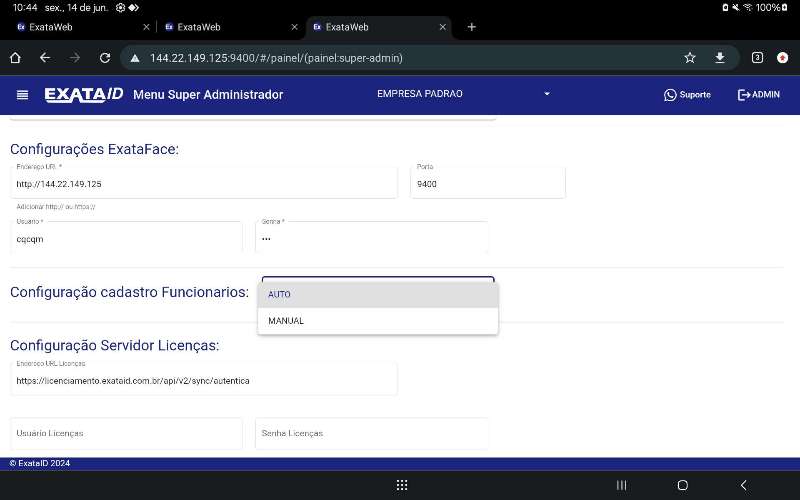 10:44 sex., 14 de jun. 100%
ExataWeb ExataWeb ExataWeb
144.22.149.125:9400/#/painel/(painel:super-admin) 3
EXATAID Menu Super Administrador EMPRESA PADRAO Suporte ADMIN
Configurações ExataFace:
Endereço URL * Porta
http://144.22.149.125 9400
Adicionar http:// ou https://
Usuário * Senha *
cqcqm •••
Configuração cadastro Funcionarios:
AUTO
MANUAL
Configuração Servidor Licenças:
Endereço URL Licenças
https://licenciamento.exataid.com.br/api/v2/sync/autentica
Usuário Licenças Senha Licenças
© ExataID 2024